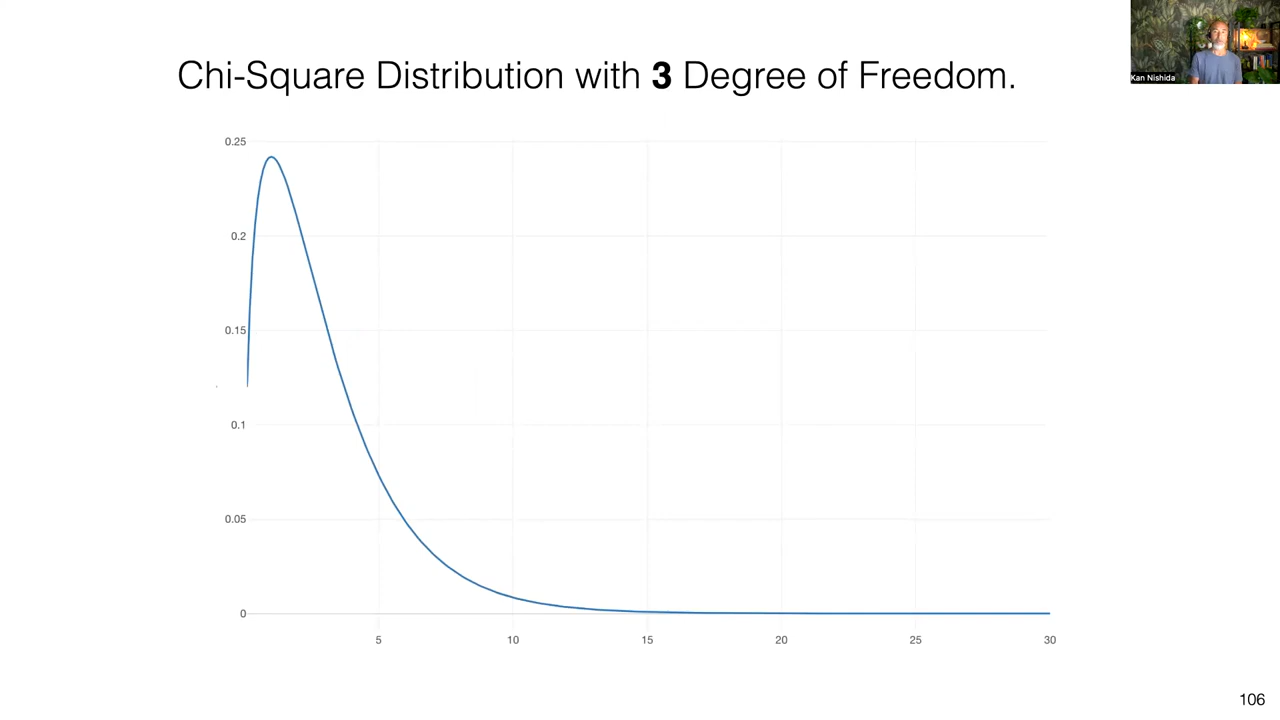 Kan Nishida
Chi-Square Distribution with 3 Degree of Freedom.
0.25
0.2
0.15
0.1
0.05
0
5 10 15 20 25 30
106